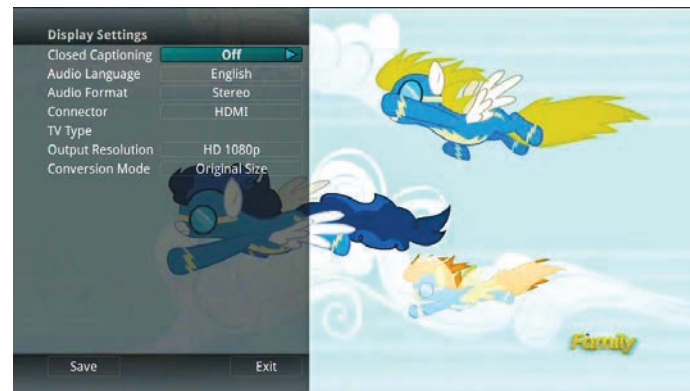 Display Settings
Closed Captioning Off
Audio Language English
Audio Format Stereo
Connector HDMI
TV Type
Output Resolution HD 1080p
Conversion Mode Original Size
Family
Save Exit